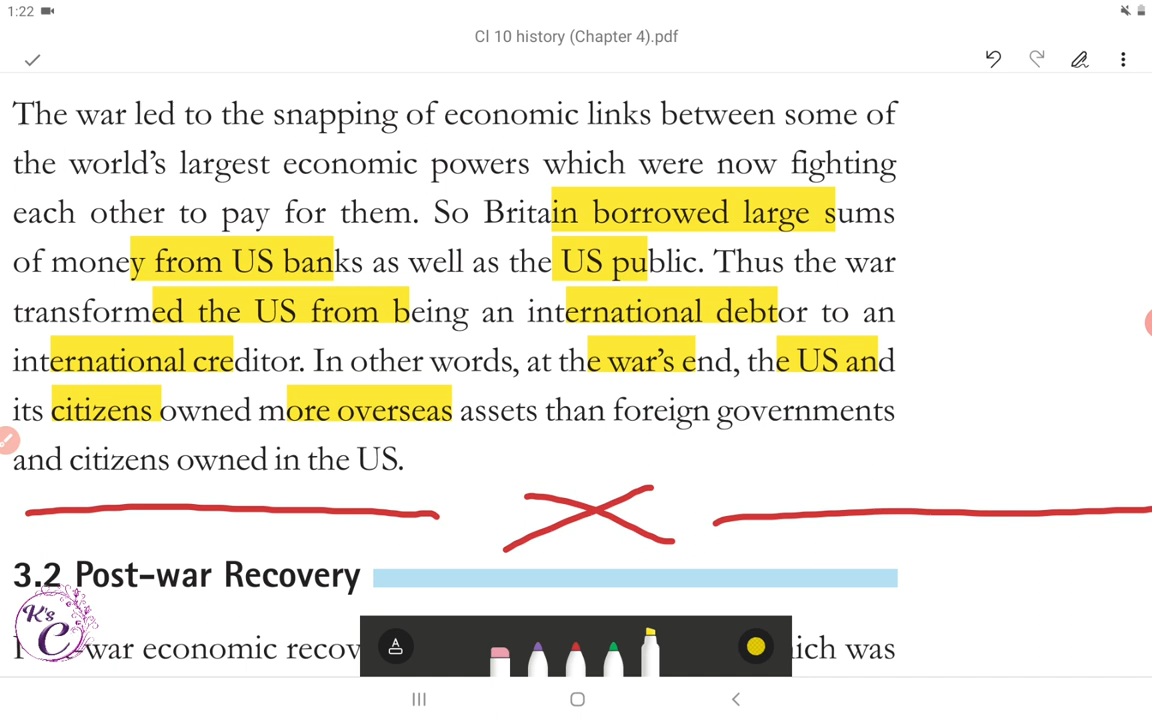 1:22
Cl 10 history (Chapter 4).pdf
The war led to the snapping of economic links between some of
the world's largest economic powers which were now fighting
each other to pay for them. So Britain borrowed large sums
of money from US banks as well as the US public. Thus the war
transformed the US from being an international debtor to an
international creditor. In other words, at the war's end, the US and
its citizens owned more overseas assets than foreign governments
and citizens owned in the US.
3.2 Post-war Recovery
K's
C
war economic recov ich was